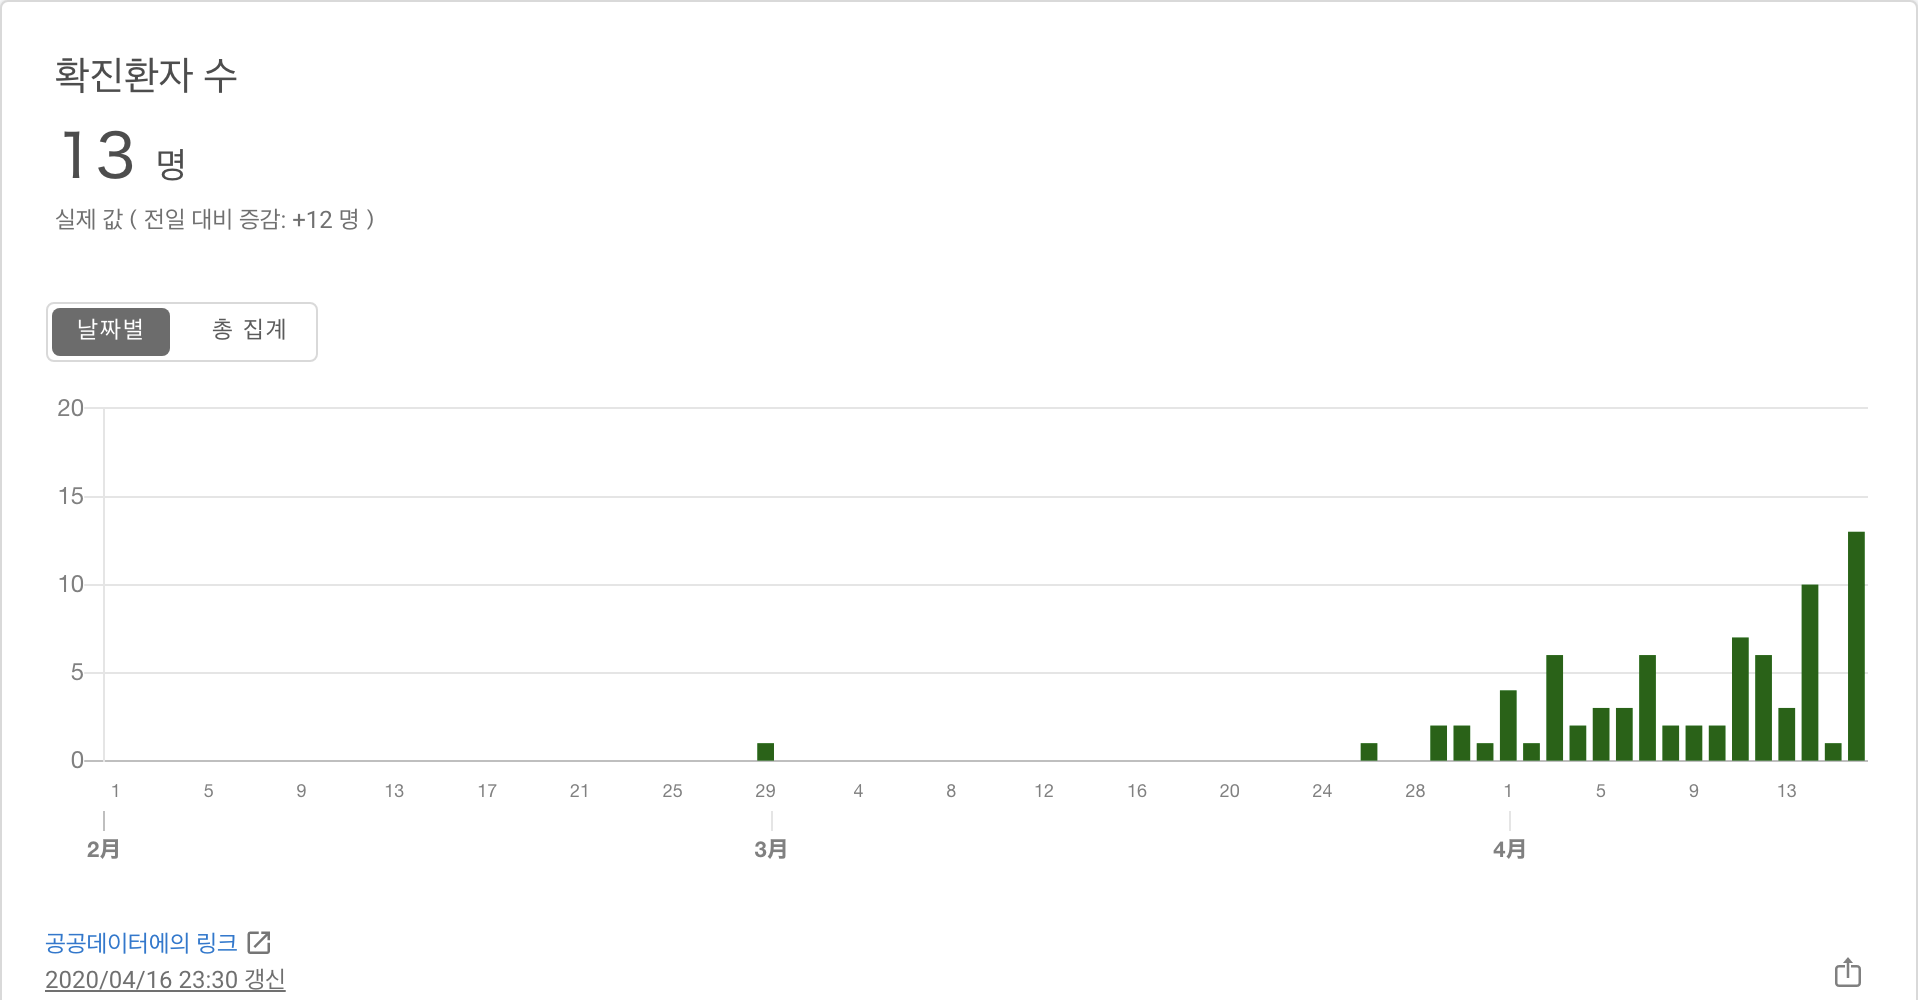 확진환자 수
13 명
실제 값 ( 전일 대비 증감: +12 명 )
날짜별 총 집계
20
15
10
5
0
1 5 9 13 17 21 25 29 4 8 12 16 20 24 28 1 5 9 13
2月 3月 4月
공공데이터에의 링크
2020/04/16 23:30 갱신